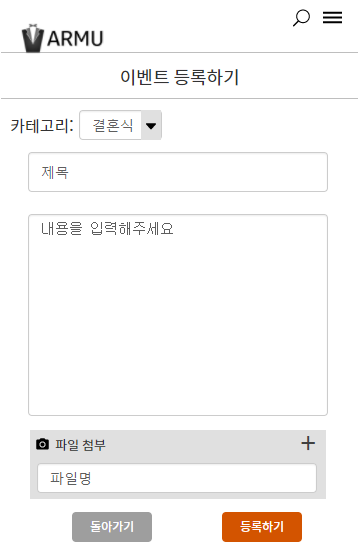 ARMU
이벤트 등록하기
카테고리: 결혼식
제목
내용을 입력해주세요
파일 첨부
파일명
돌아가기 등록하기